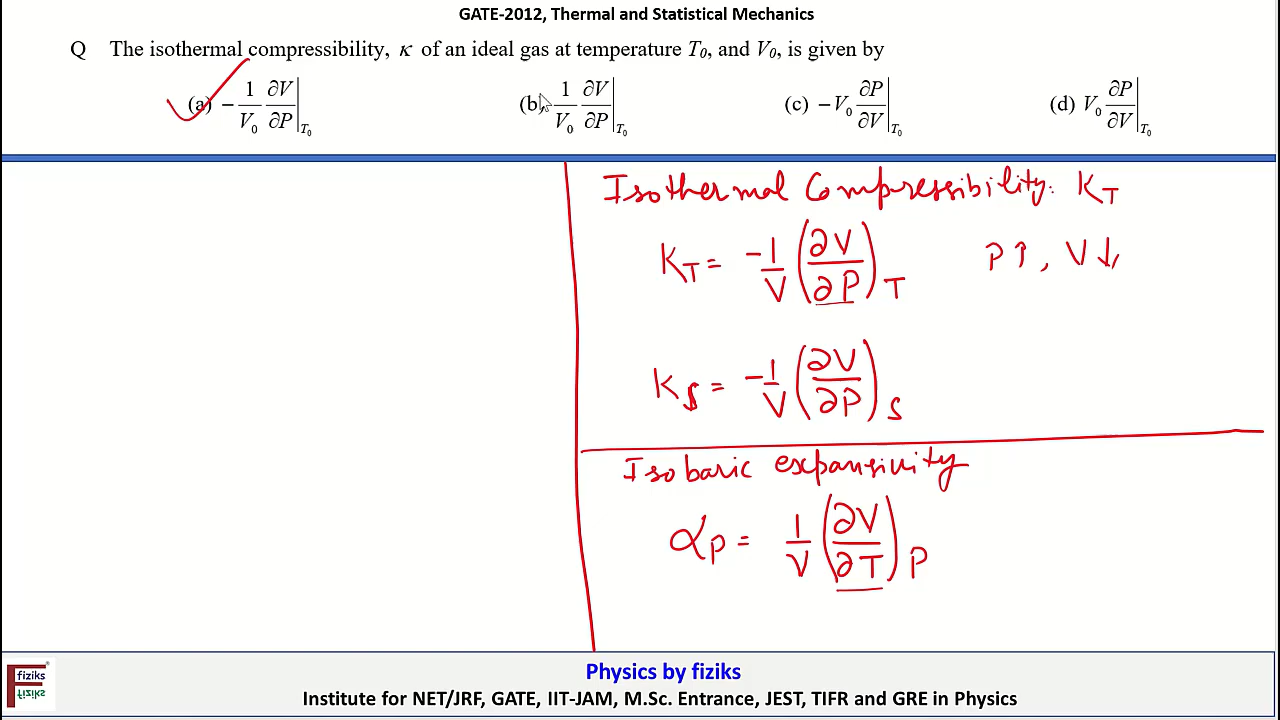 GATE-2012, Thermal and Statistical Mechanics
Q The isothermal compressibility, κ of an ideal gas at temperature T₀, and V₀, is given by
(a) −1/V₀ ∂V/∂P|T₀ (b) 1/V₀ ∂V/∂P|T₀ (c) −V₀ ∂P/∂V|T₀ (d) V₀ ∂P/∂V|T₀
Isothermal Compressibility: K_T
K_T = −1/V (∂V/∂P)_T P↑, V↓,
K_S = −1/V (∂V/∂P)_S
Isobaric expansivity
α_P = 1/V (∂V/∂T)_P
fiziks
fiziks
Physics by fiziks
Institute for NET/JRF, GATE, IIT-JAM, M.Sc. Entrance, JEST, TIFR and GRE in Physics